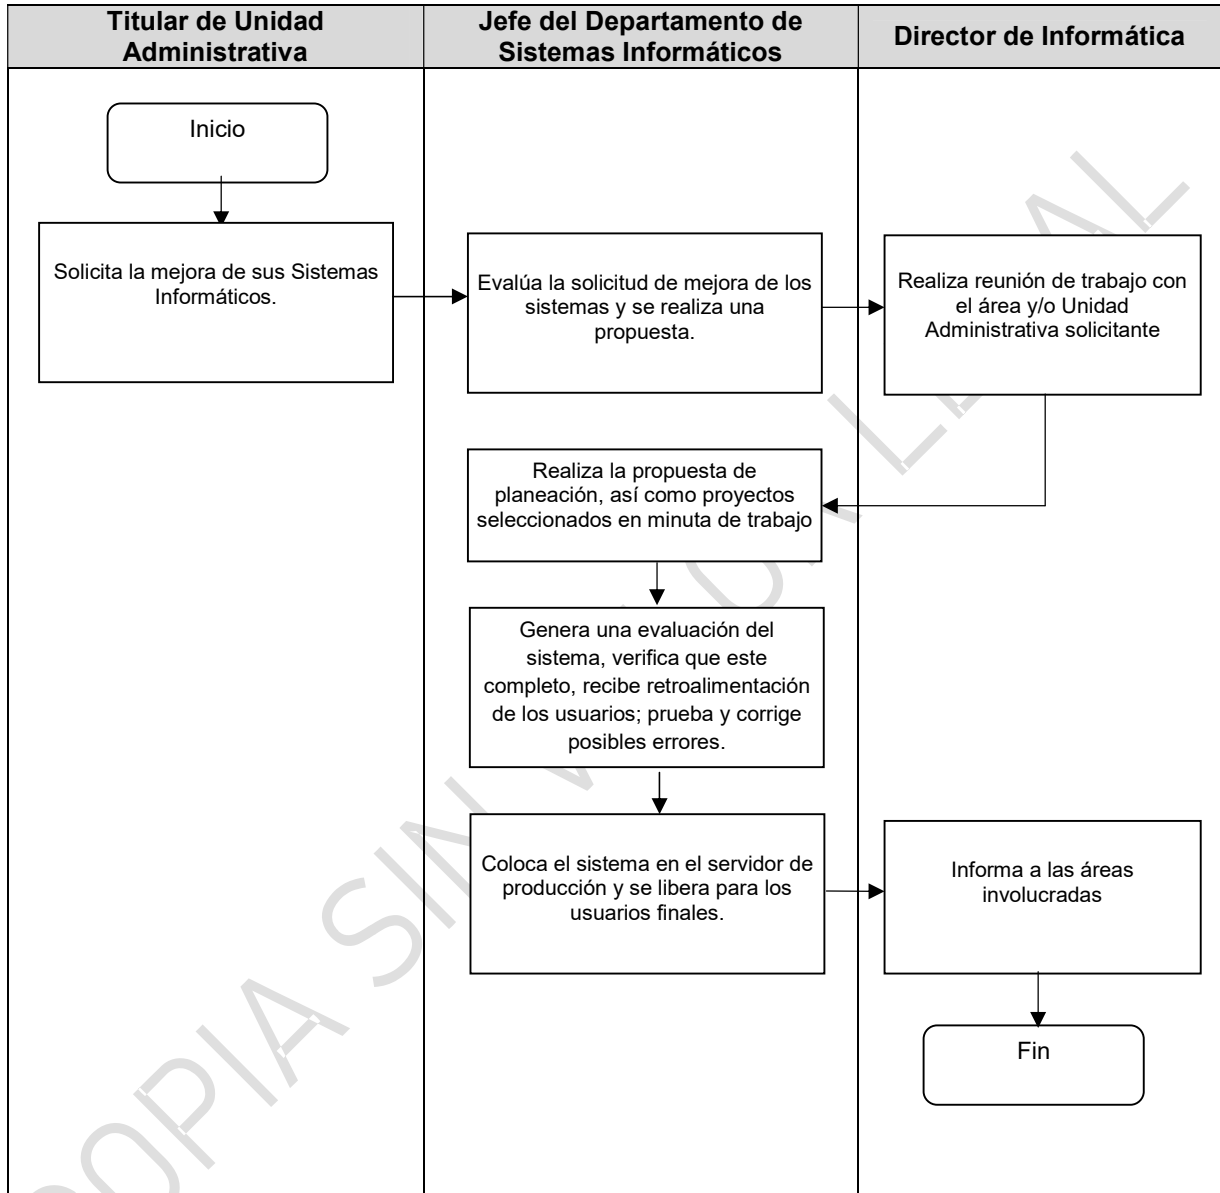 Titular de Unidad
Administrativa
Jefe del Departamento de
Sistemas Informáticos
Director de Informática
Inicio
Solicita la mejora de sus Sistemas
Informáticos.
Evalúa la solicitud de mejora de los
sistemas y se realiza una
propuesta.
Realiza reunión de trabajo con
el área y/o Unidad
Administrativa solicitante
Realiza la propuesta de
planeación, así como proyectos
seleccionados en minuta de trabajo
Genera una evaluación del
sistema, verifica que este
completo, recibe retroalimentación
de los usuarios; prueba y corrige
posibles errores.
Coloca el sistema en el servidor de
producción y se libera para los
usuarios finales.
Informa a las áreas
involucradas
Fin
COPIA SIN VALOR LEGAL